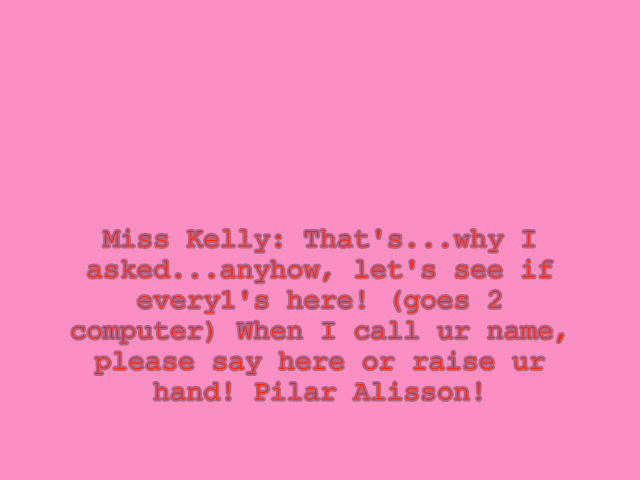 Miss Kelly: That's...why I
asked...anyhow, let's see if
every1's here! (goes 2
computer) When I call ur name,
please say here or raise ur
hand! Pilar Alisson!